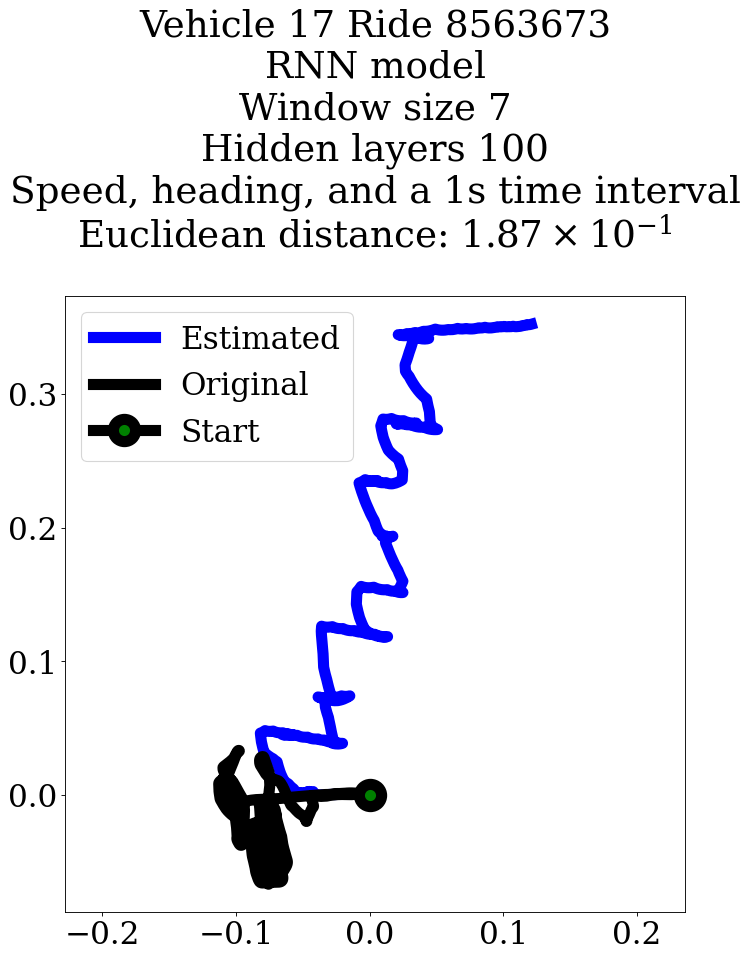 Vehicle 17 Ride 8563673
RNN model
Window size 7
Hidden layers 100
Speed, heading, and a 1s time interval
Euclidean distance: 1.87 × 10⁻¹
Estimated
Original
Start
0.3
0.2
0.1
0.0
−0.2
−0.1
0.0
0.1
0.2